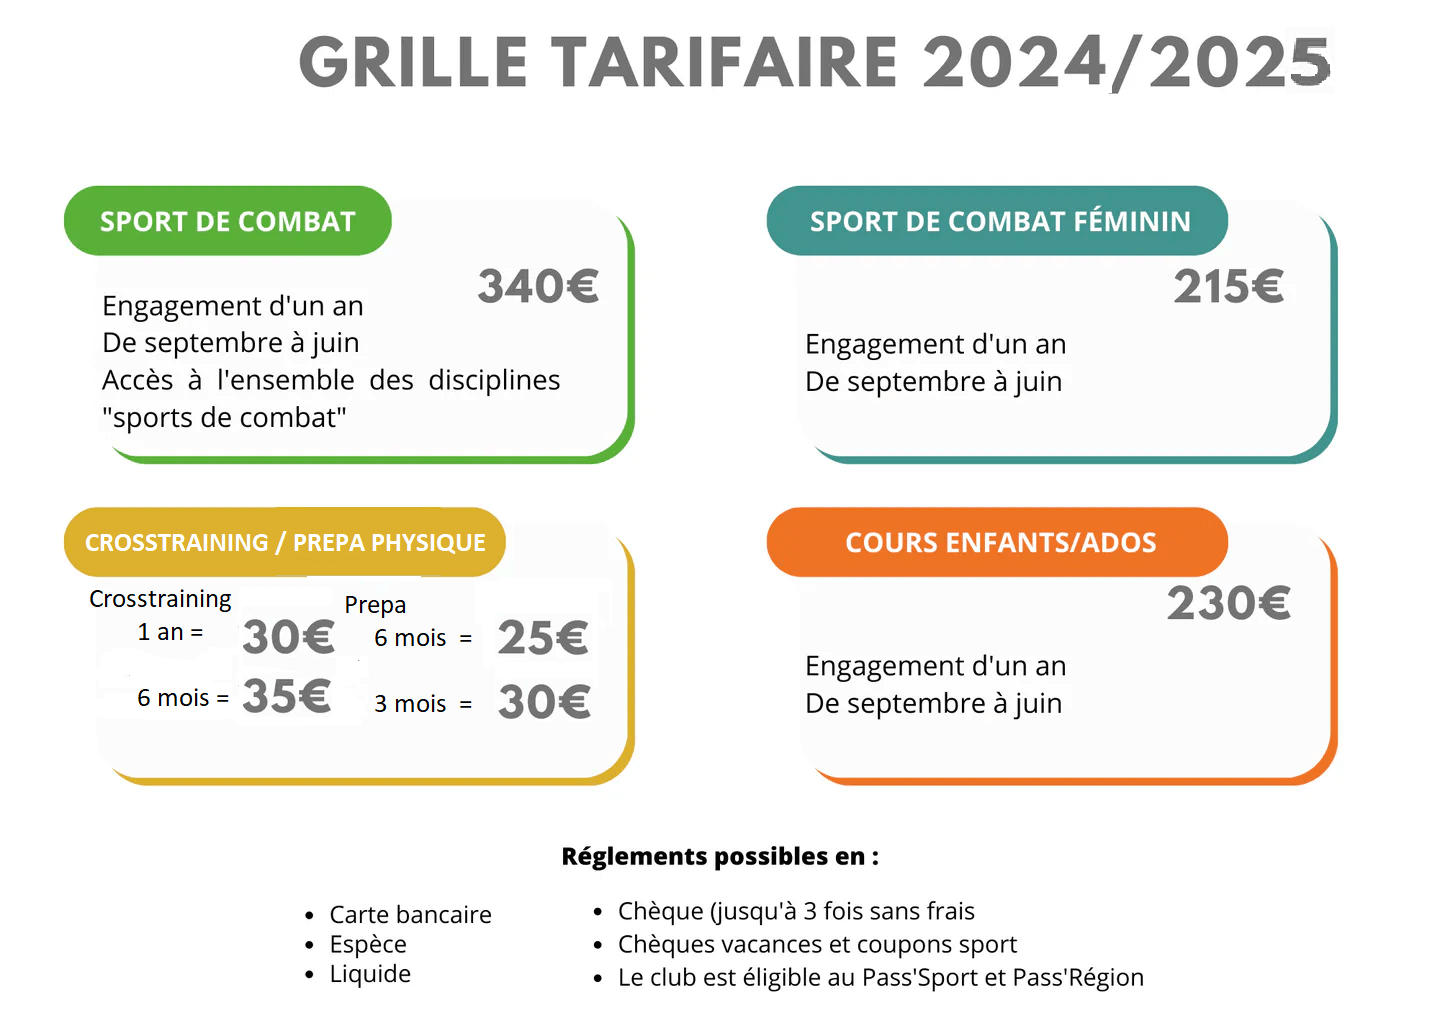 GRILLE TARIFAIRE 2024/2025
SPORT DE COMBAT
340€
Engagement d'un an
De septembre à juin
Accès à l'ensemble des disciplines
"sports de combat"
SPORT DE COMBAT FÉMININ
215€
Engagement d'un an
De septembre à juin
CROSSTRAINING / PREPA PHYSIQUE
Crosstraining
1 an = 30€
6 mois = 35€
Prepa
6 mois = 25€
3 mois = 30€
COURS ENFANTS/ADOS
230€
Engagement d'un an
De septembre à juin
Réglements possibles en :
• Carte bancaire
• Espèce
• Liquide
• Chèque (jusqu'à 3 fois sans frais
• Chèques vacances et coupons sport
• Le club est éligible au Pass'Sport et Pass'Région